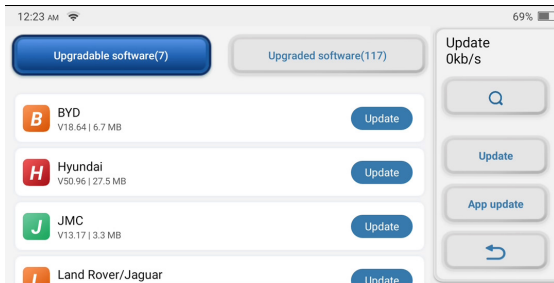 12:23 AM
69%
Upgradable software(7)
Upgraded software(117)
Update
0kb/s
B
BYD
V18.64 | 6.7 MB
Update
H
Hyundai
V50.96 | 27.5 MB
Update
J
JMC
V13.17 | 3.3 MB
Update
L
Land Rover/Jaguar
Update
Update
App update